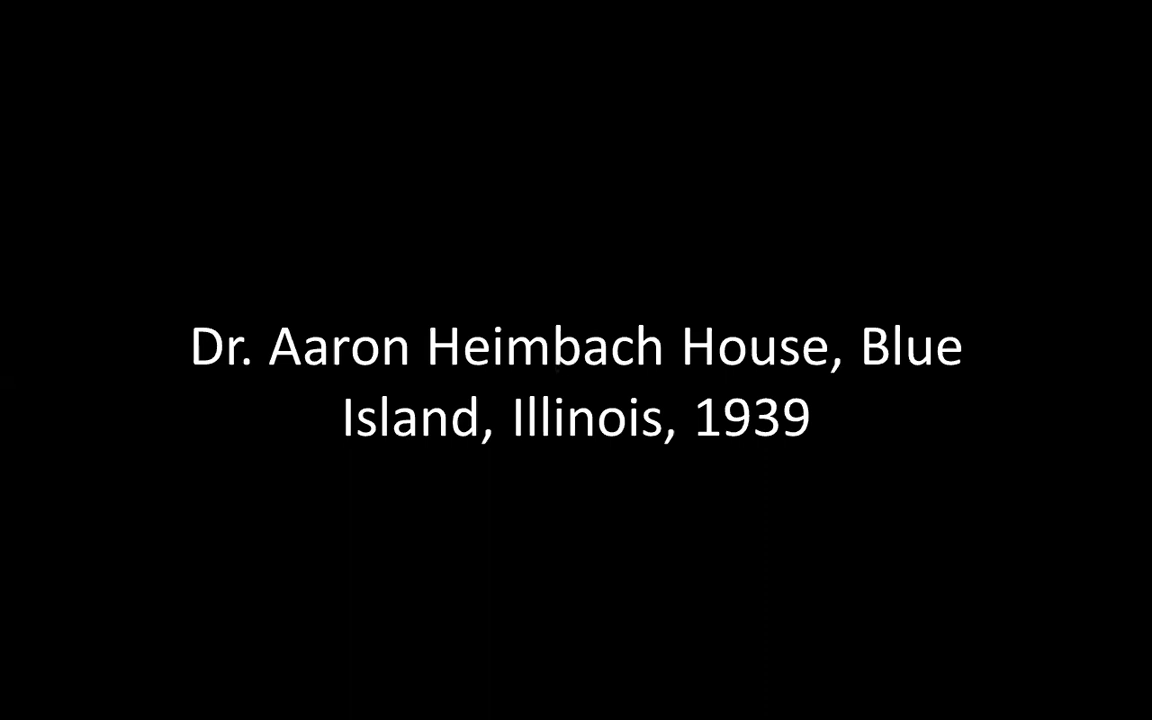 Dr. Aaron Heimbach House, Blue
Island, Illinois, 1939